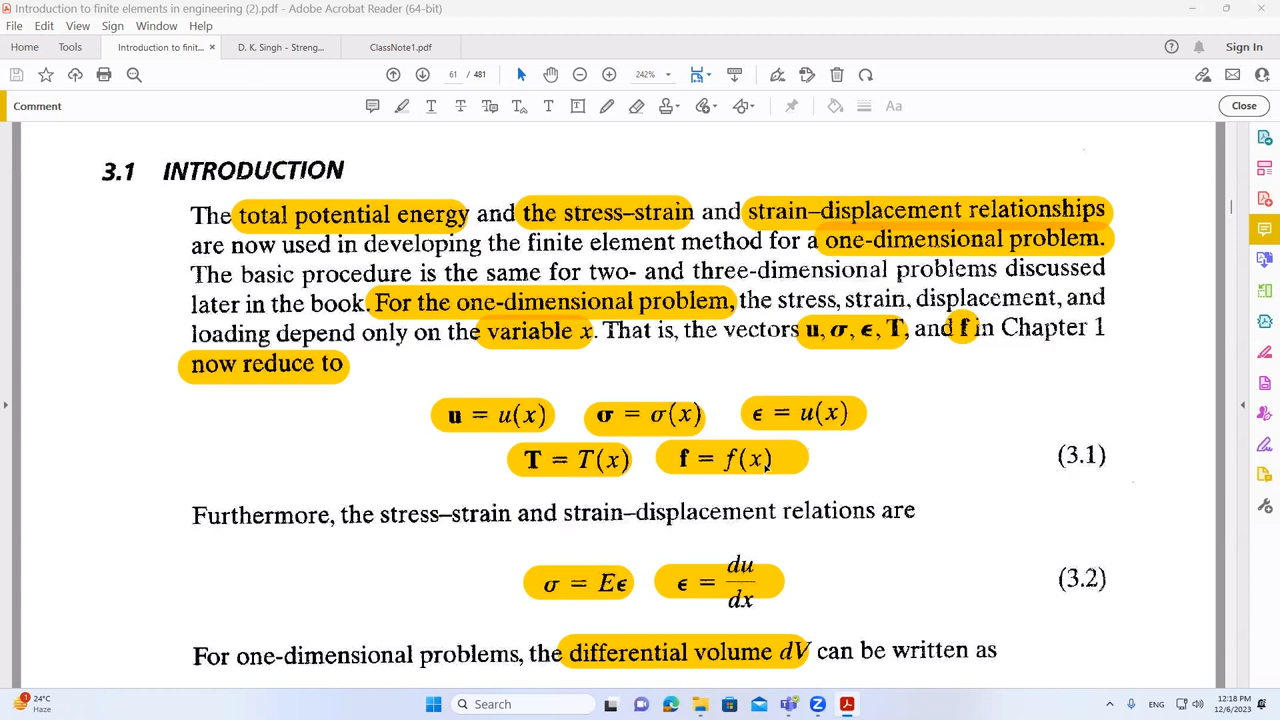 Introduction to finite elements in engineering (2).pdf - Adobe Acrobat Reader (64-bit)
File Edit View Sign Window Help
Home Tools Introduction to finit... × D. K. Singh - Streng... ClassNote1.pdf Sign In
61 / 481 242%
Comment Aa Close
3.1 INTRODUCTION
The total potential energy and the stress–strain and strain–displacement relationships
are now used in developing the finite element method for a one-dimensional problem.
The basic procedure is the same for two- and three-dimensional problems discussed
later in the book. For the one-dimensional problem, the stress, strain, displacement, and
loading depend only on the variable x. That is, the vectors u, σ, ϵ, T, and f in Chapter 1
now reduce to
u = u(x) σ = σ(x) ϵ = u(x)
T = T(x) f = f(x) (3.1)
Furthermore, the stress–strain and strain–displacement relations are
σ = Eϵ ϵ = du/dx (3.2)
For one-dimensional problems, the differential volume dV can be written as
24°C
Haze
Search
ENG
12:18 PM
12/6/2023